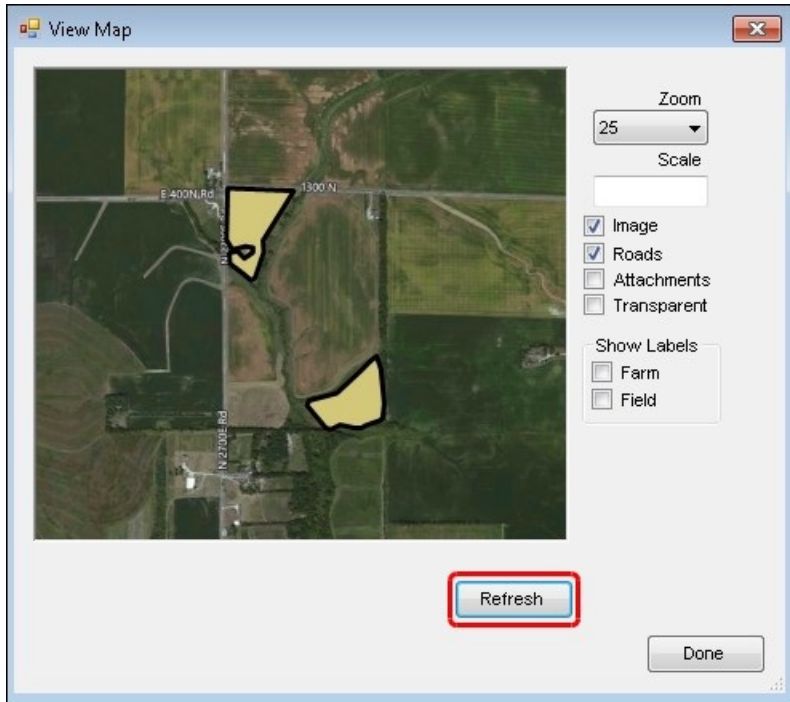 View Map
Zoom
25
Scale
E 400N Rd
1300 N
Image
Roads
Attachments
Transparent
Show Labels
Farm
Field
N 2700E Rd
Refresh
Done